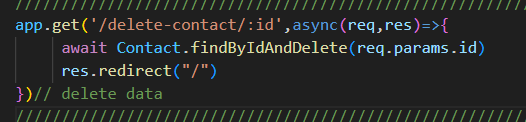 ////////////////////////////////////////////////////////////////
app.get('/delete-contact/:id',async(req,res)=>{
    await Contact.findByIdAndDelete(req.params.id)
    res.redirect("/")
})// delete data
////////////////////////////////////////////////////////////////